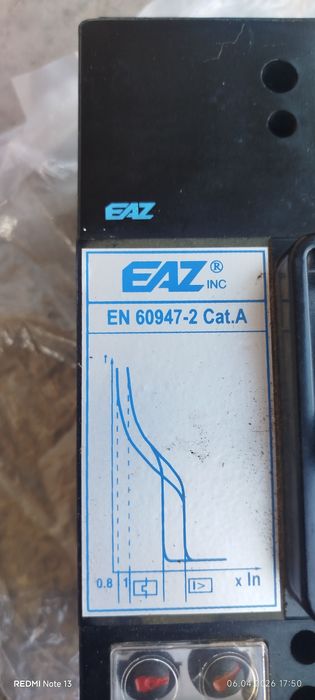 EAZ
EAZ® INC
EN 60947-2 Cat.A
t
0.8 1 I> x In
REDMI Note 13 06.04.2026 17:50